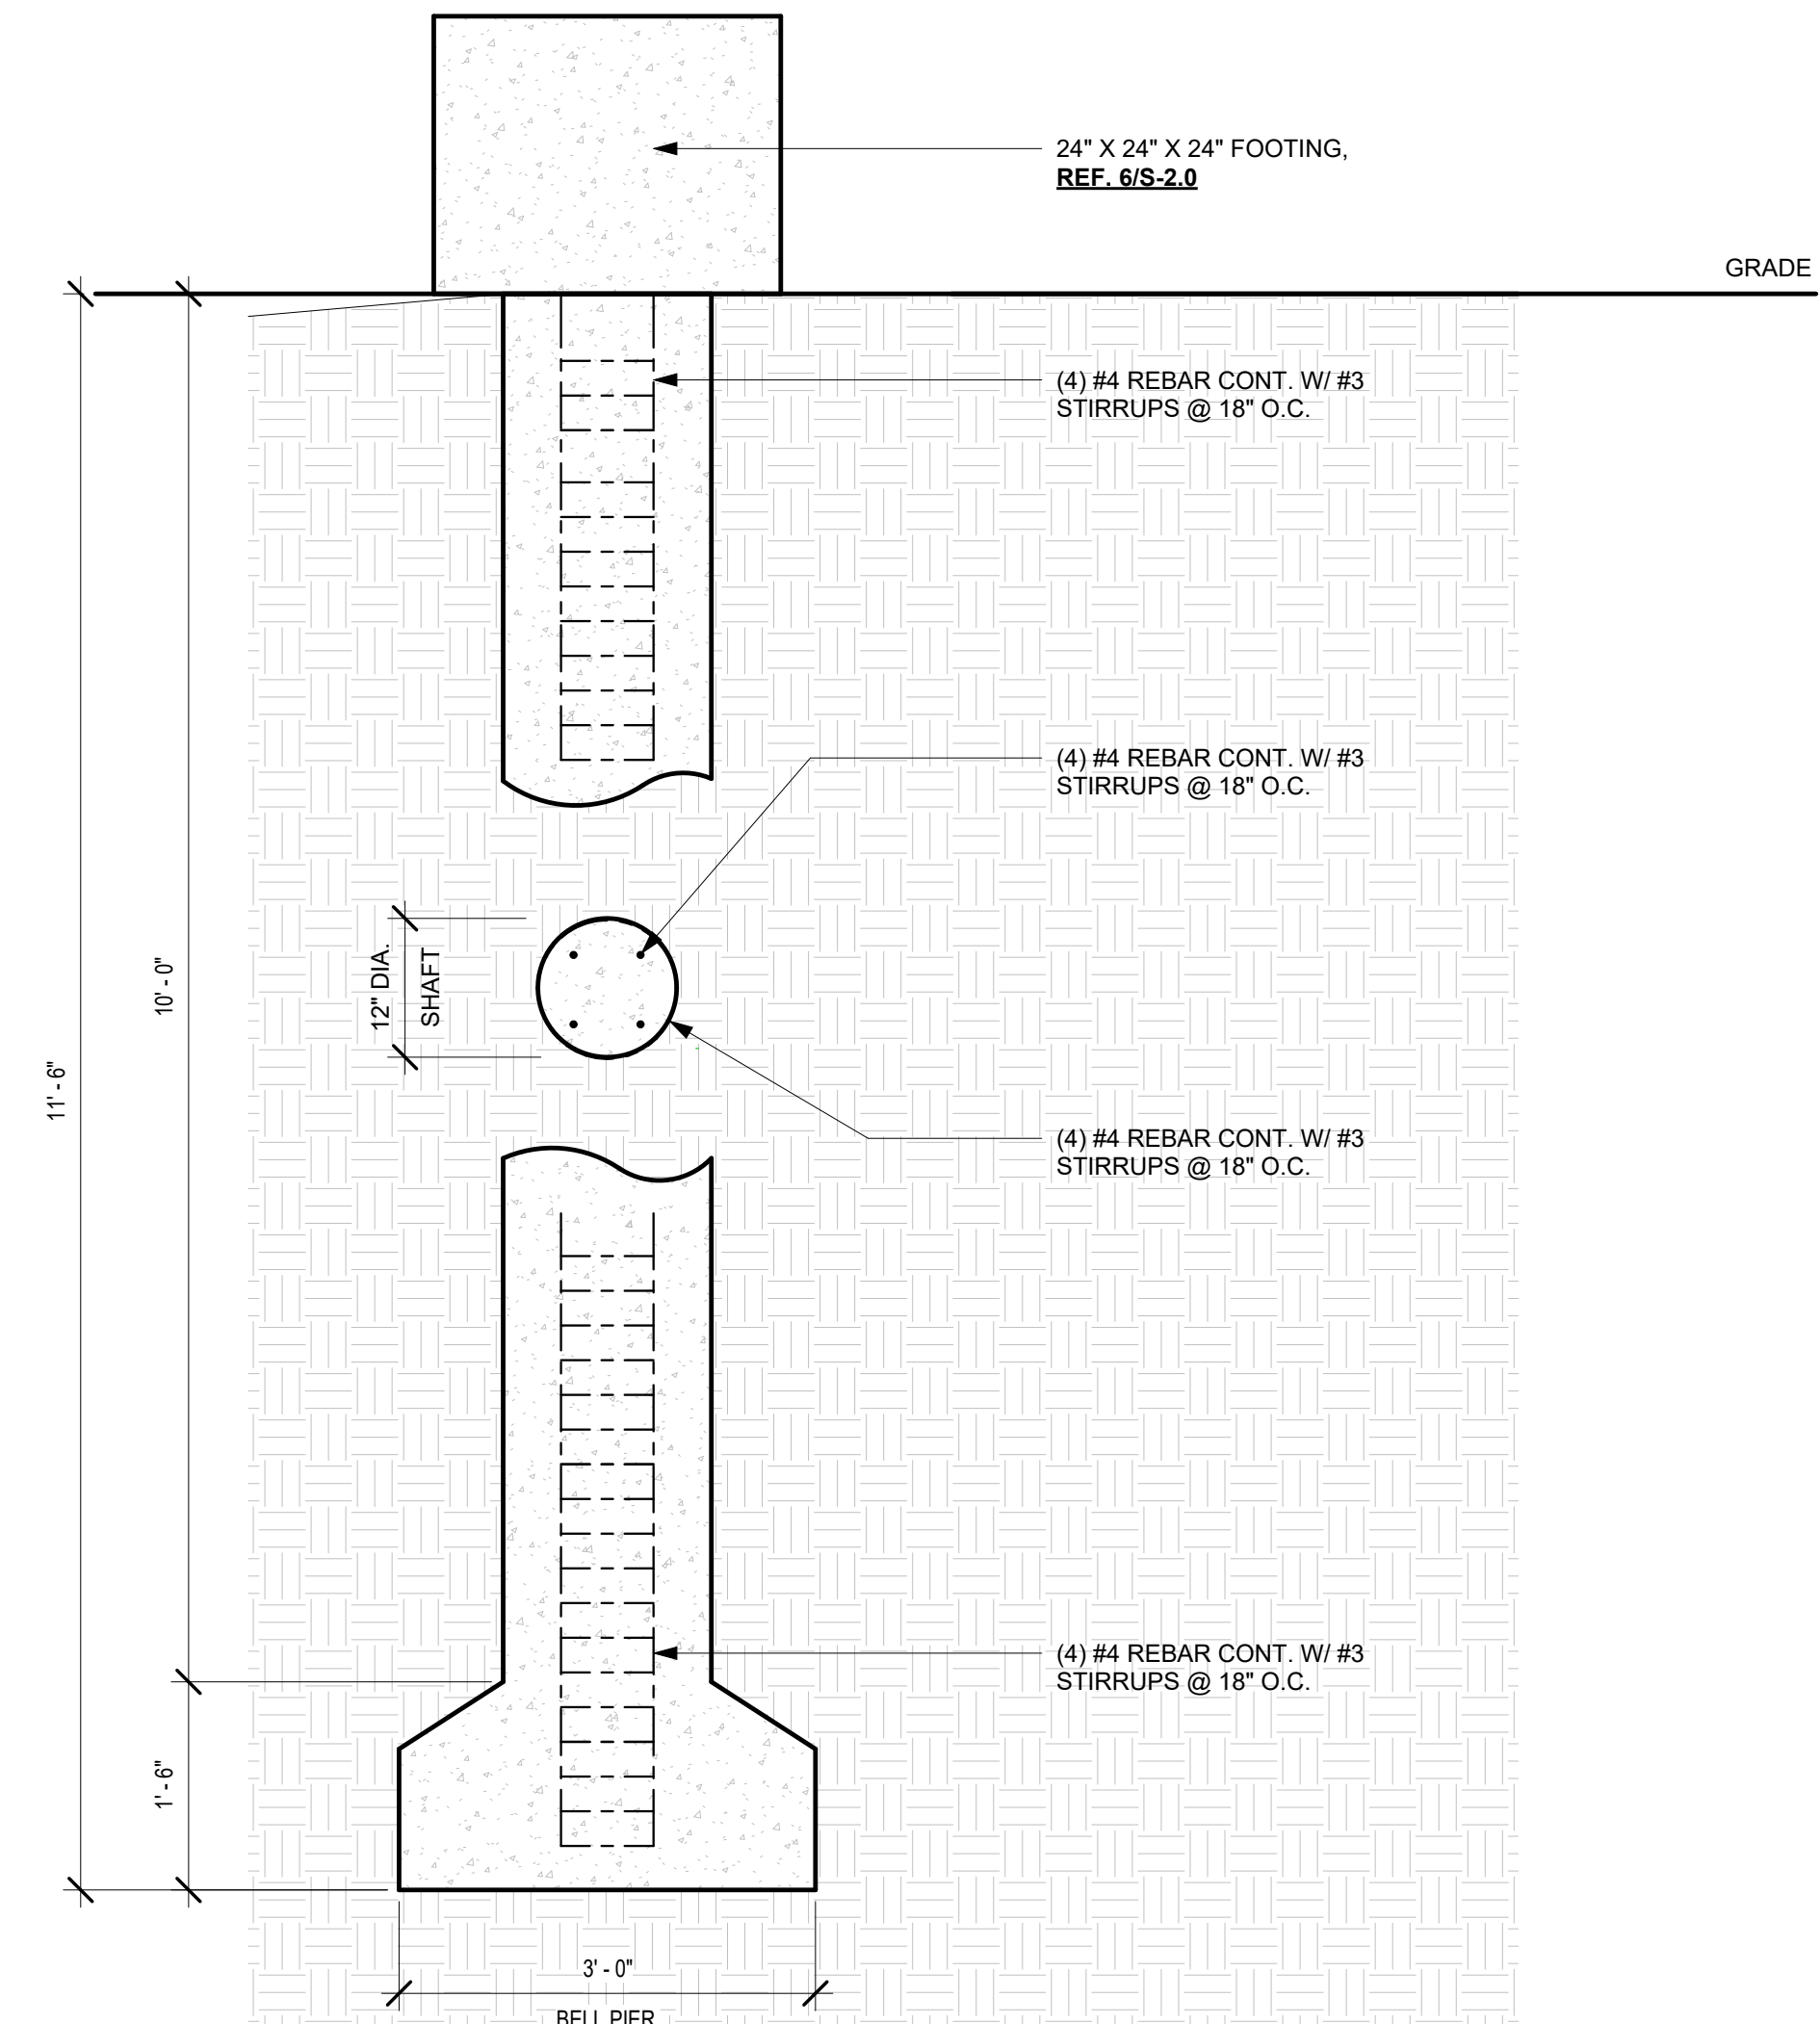 24" X 24" X 24" FOOTING,
REF. 6/S-2.0
GRADE
(4) #4 REBAR CONT. W/ #3
STIRRUPS @ 18" O.C.
(4) #4 REBAR CONT. W/ #3
STIRRUPS @ 18" O.C.
12" DIA.
SHAFT
10' - 0"
11' - 6"
(4) #4 REBAR CONT. W/ #3
STIRRUPS @ 18" O.C.
(4) #4 REBAR CONT. W/ #3
STIRRUPS @ 18" O.C.
1' - 6"
3' - 0"
BELL PIER